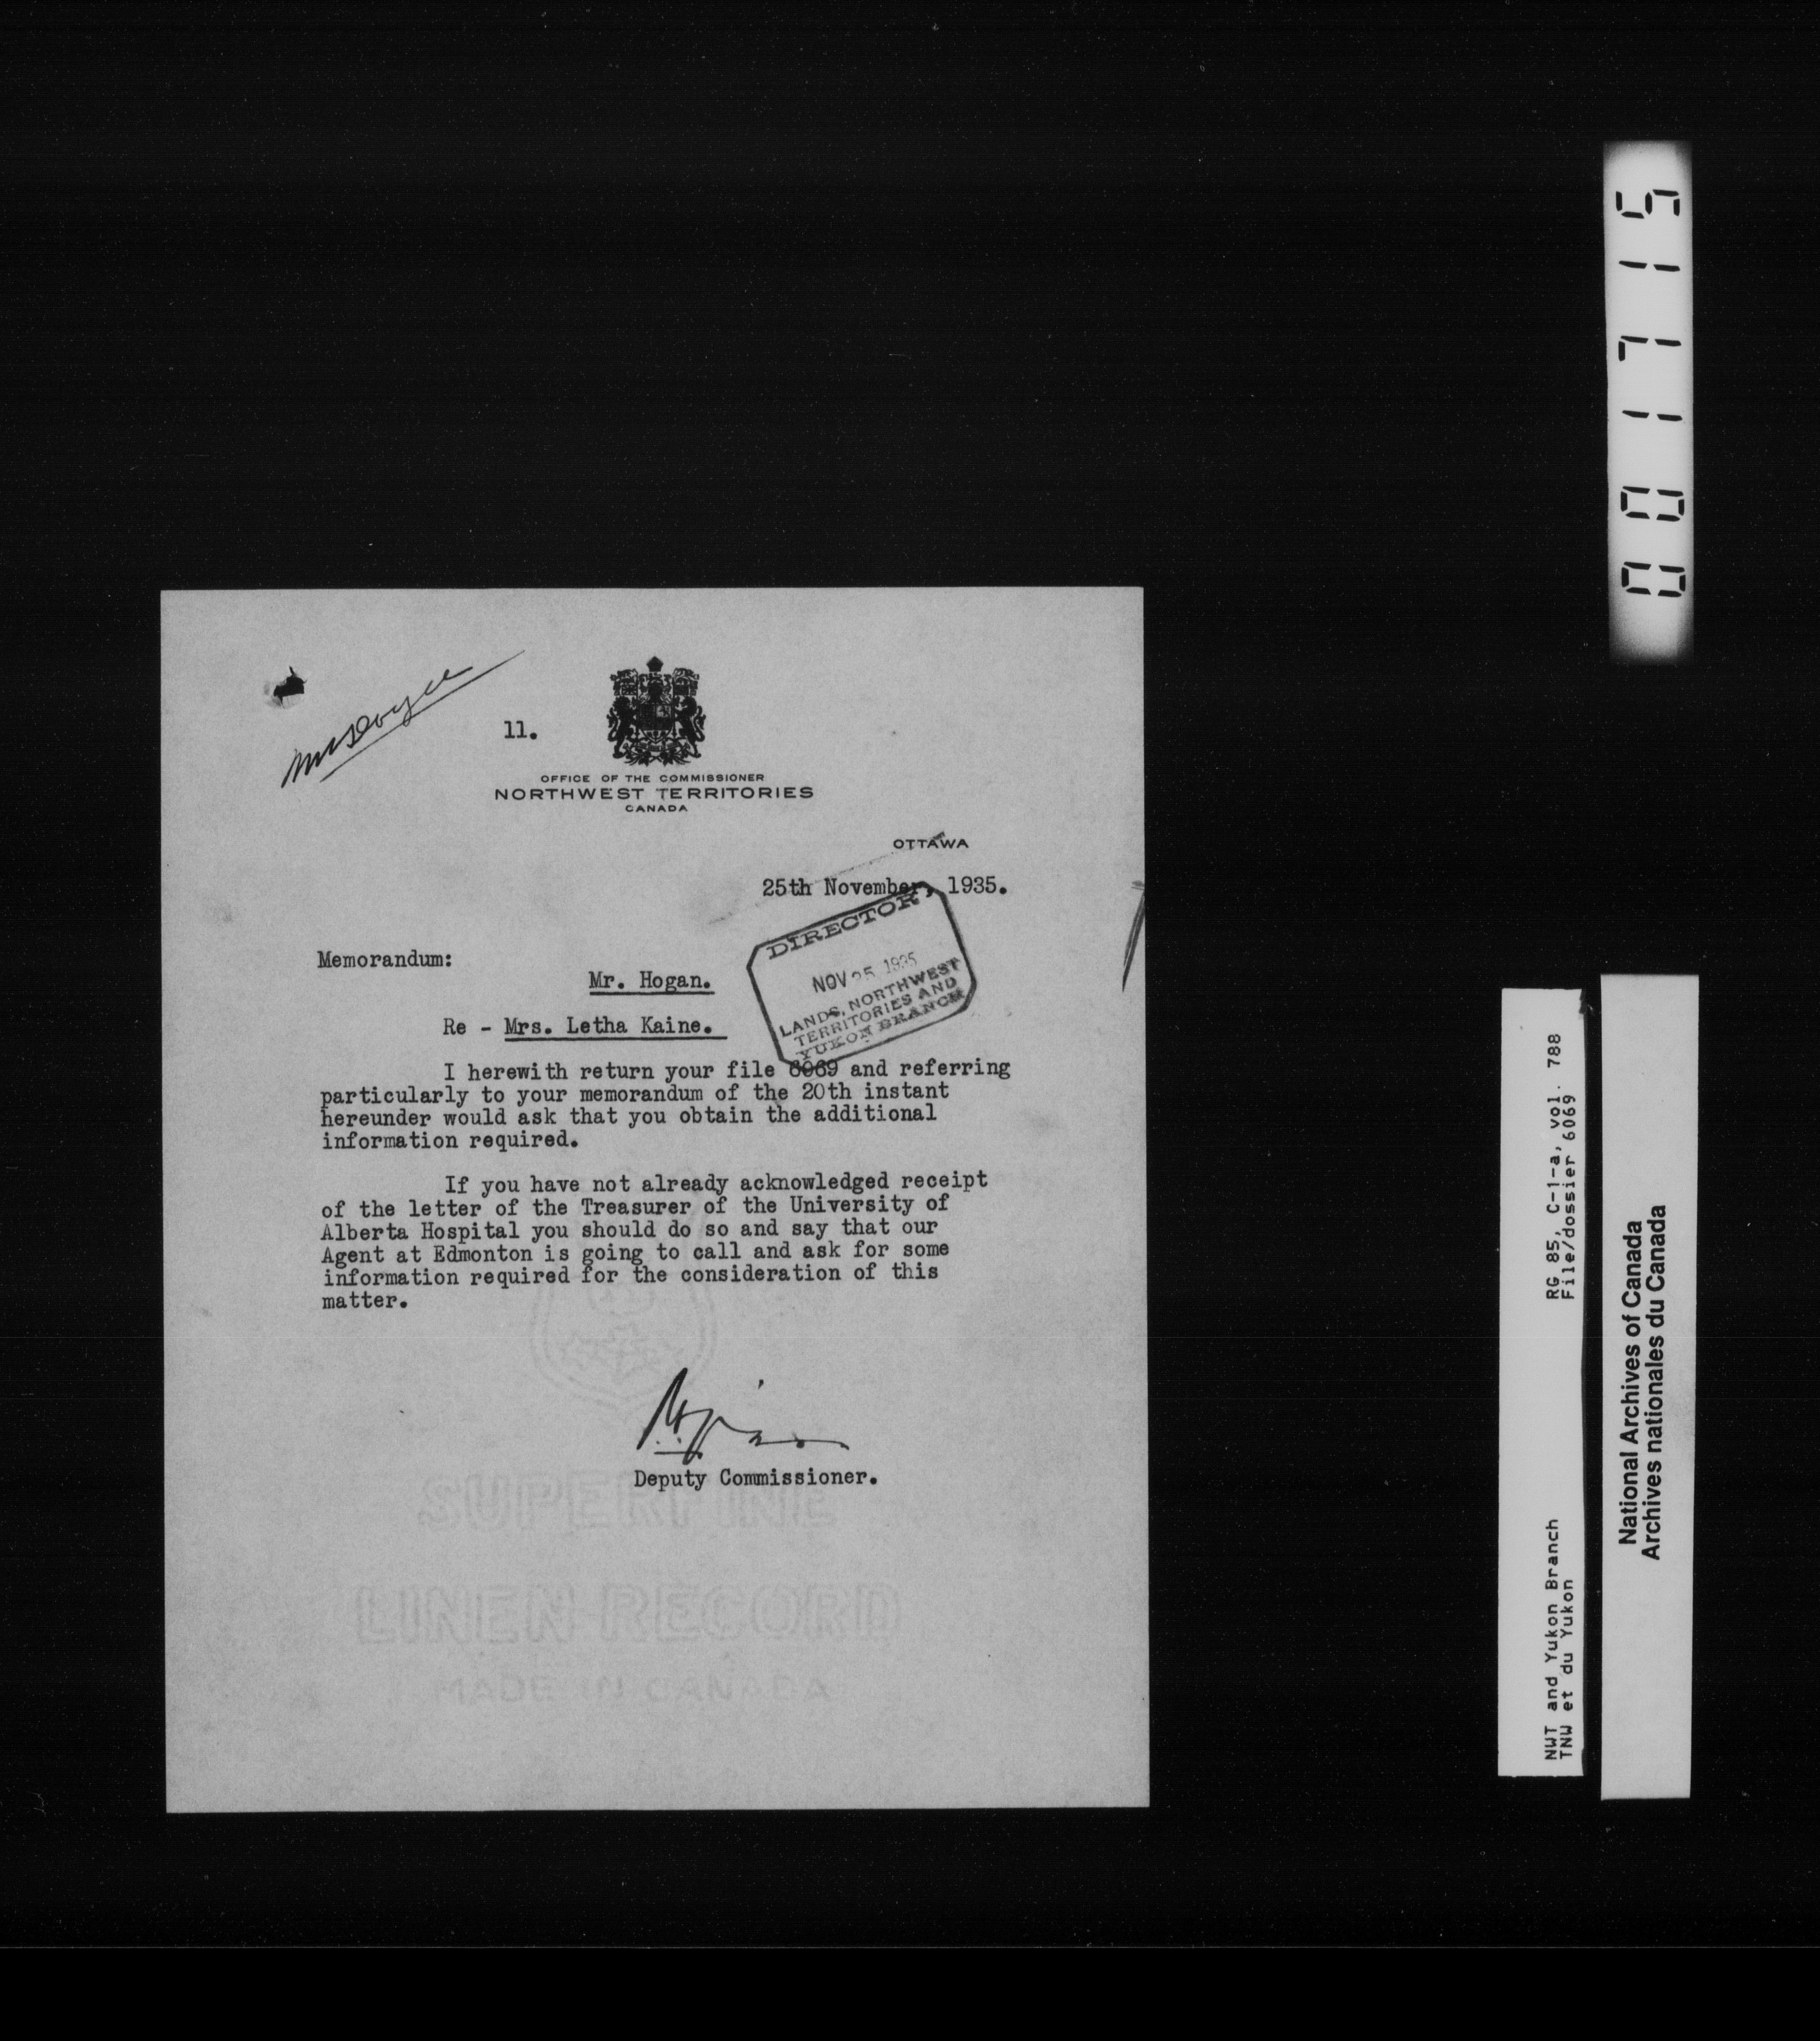 11.
OFFICE OF THE COMMISSIONER
NORTHWEST TERRITORIES
CANADA
OTTAWA
25th November, 1935.
DIRECTOR,
NOV 25 1935
LANDS, NORTHWEST
TERRITORIES AND
YUKON BRANCH
Memorandum:
Mr. Hogan.
Re - Mrs. Letha Kaine.
I herewith return your file 6069 and referring
particularly to your memorandum of the 20th instant
hereunder would ask that you obtain the additional
information required.
If you have not already acknowledged receipt
of the letter of the Treasurer of the University of
Alberta Hospital you should do so and say that our
Agent at Edmonton is going to call and ask for some
information required for the consideration of this
matter.
Deputy Commissioner.
SUPERFINE
LINEN RECORD
MADE IN CANADA
001715
RG 85, C-1-a, vol. 788
File/dossier 6069
NWT and Yukon Branch
TNW et du Yukon
National Archives of Canada
Archives nationales du Canada